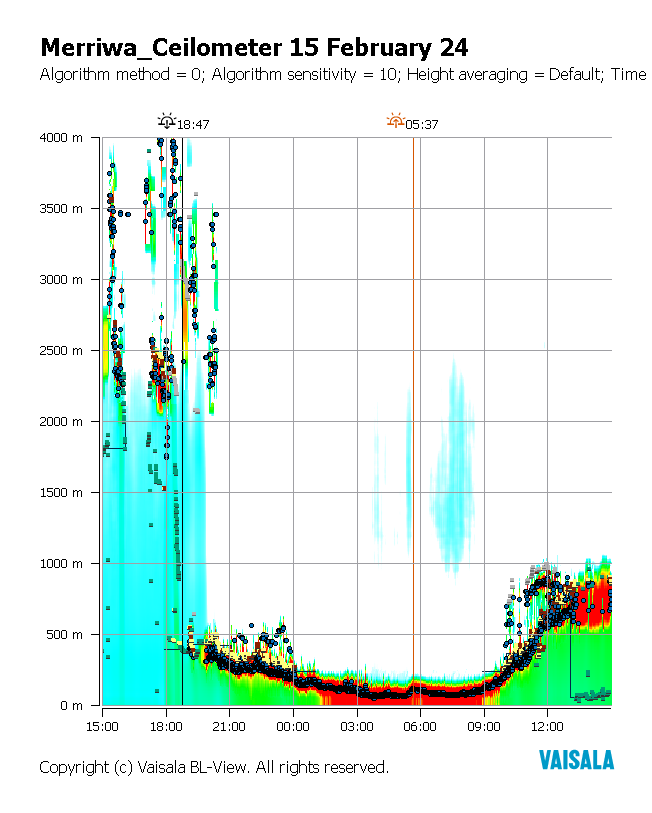 Merriwa_Ceilometer 15 February 24
Algorithm method = 0; Algorithm sensitivity = 10; Height averaging = Default; Time
18:47
05:37
4000 m
3500 m
3000 m
2500 m
2000 m
1500 m
1000 m
500 m
0 m
15:00 18:00 21:00 00:00 03:00 06:00 09:00 12:00
VAISALA
Copyright (c) Vaisala BL-View. All rights reserved.